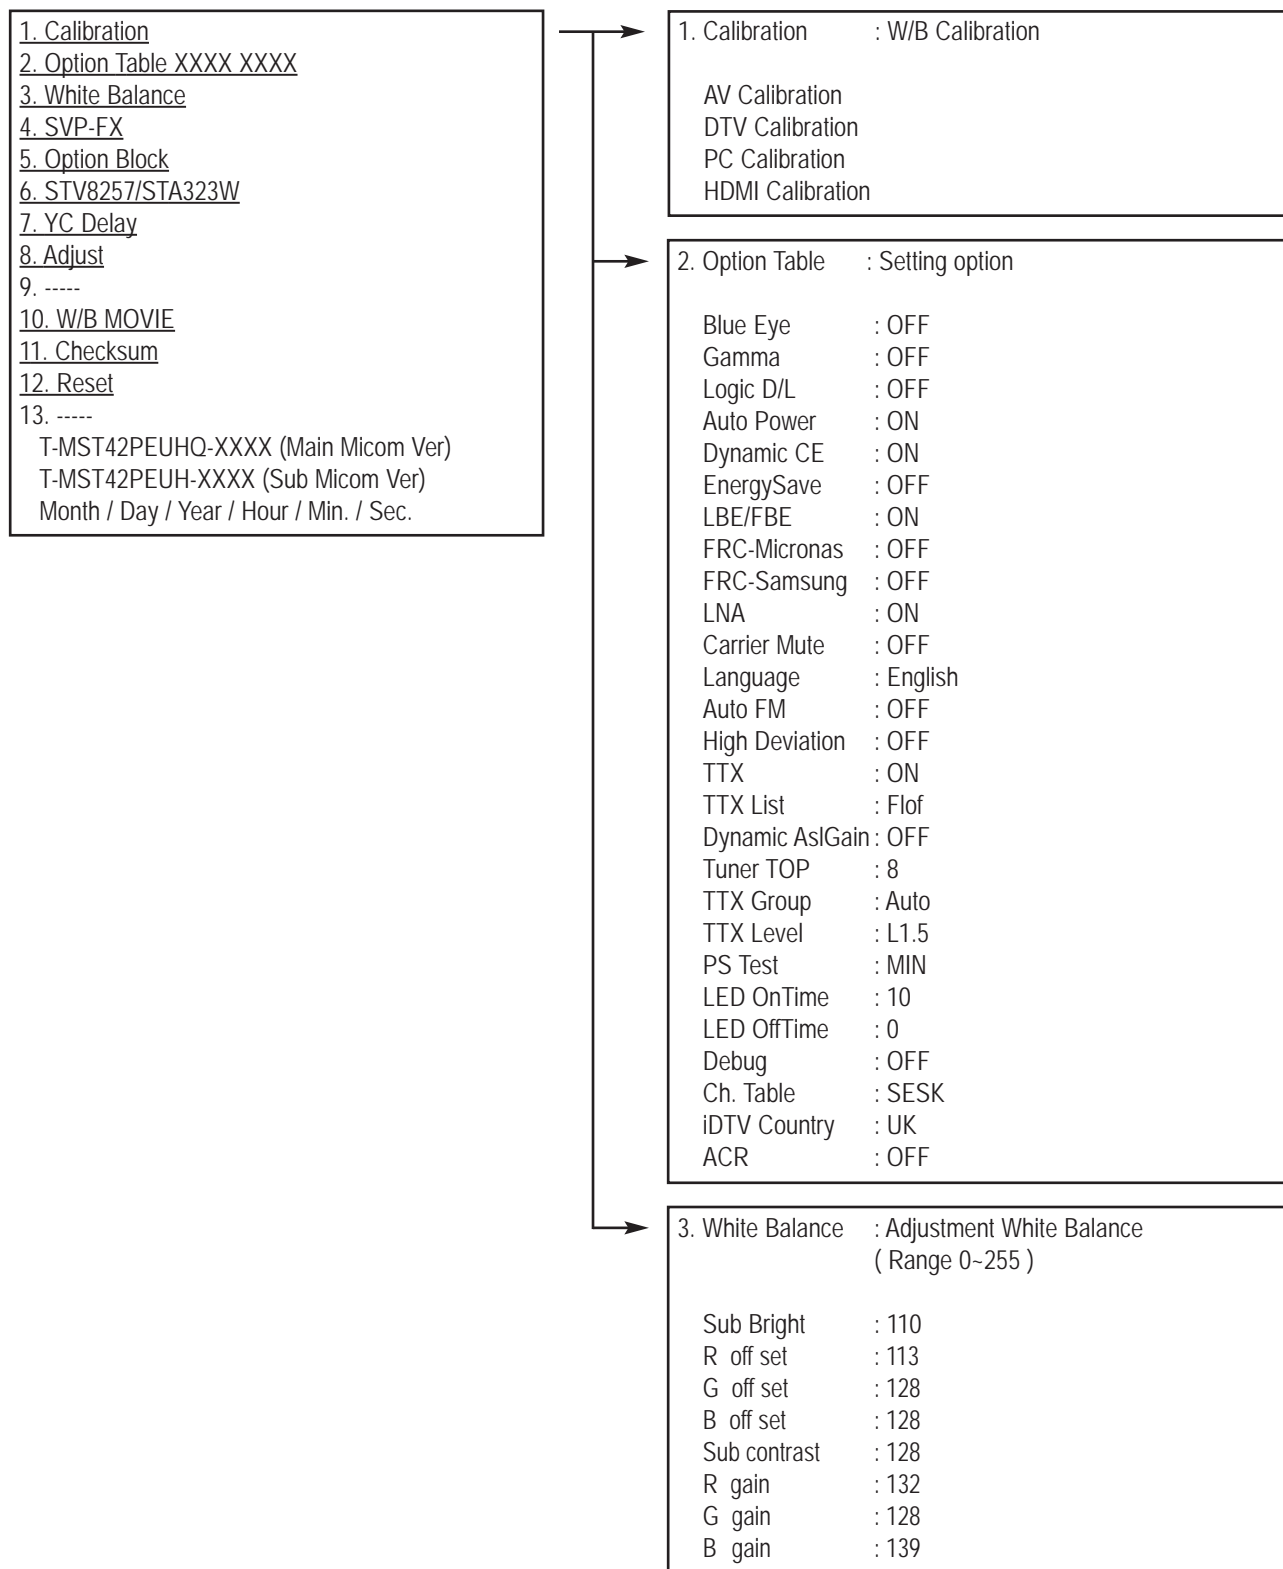 1. Calibration
2. Option Table XXXX XXXX
3. White Balance
4. SVP-FX
5. Option Block
6. STV8257/STA323W
7. YC Delay
8. Adjust
9. -----
10. W/B MOVIE
11. Checksum
12. Reset
13. -----
T-MST42PEUHQ-XXXX (Main Micom Ver)
T-MST42PEUH-XXXX (Sub Micom Ver)
Month / Day / Year / Hour / Min. / Sec.
1. Calibration : W/B Calibration
AV Calibration
DTV Calibration
PC Calibration
HDMI Calibration
2. Option Table : Setting option
Blue Eye : OFF
Gamma : OFF
Logic D/L : OFF
Auto Power : ON
Dynamic CE : ON
EnergySave : OFF
LBE/FBE : ON
FRC-Micronas : OFF
FRC-Samsung : OFF
LNA : ON
Carrier Mute : OFF
Language : English
Auto FM : OFF
High Deviation : OFF
TTX : ON
TTX List : Flof
Dynamic AslGain : OFF
Tuner TOP : 8
TTX Group : Auto
TTX Level : L1.5
PS Test : MIN
LED OnTime : 10
LED OffTime : 0
Debug : OFF
Ch. Table : SESK
iDTV Country : UK
ACR : OFF
3. White Balance : Adjustment White Balance
( Range 0~255 )
Sub Bright : 110
R off set : 113
G off set : 128
B off set : 128
Sub contrast : 128
R gain : 132
G gain : 128
B gain : 139